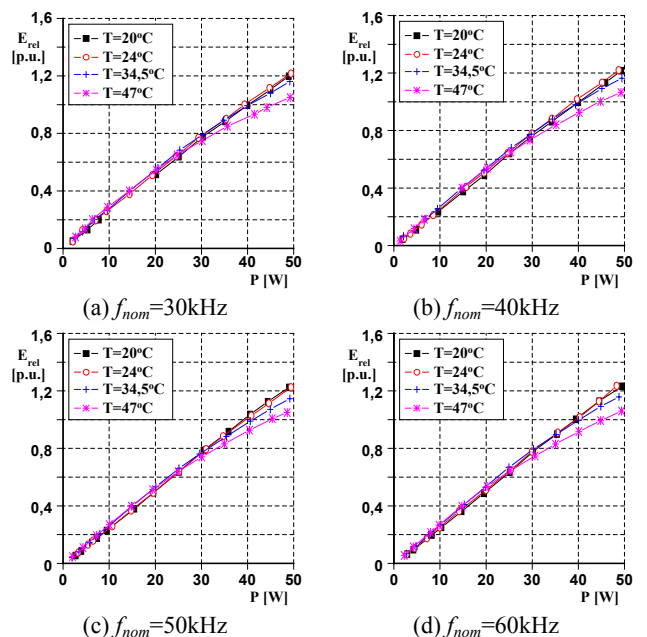 1,6
E_rel
[p.u.]
1,2
0,8
0,4
0
T=20°C
T=24°C
T=34,5°C
T=47°C
0 10 20 30 40 50
P [W]
(a) f_nom=30kHz
1,6
E_rel
[p.u.]
1,2
0,8
0,4
0
T=20°C
T=24°C
T=34,5°C
T=47°C
0 10 20 30 40 50
P [W]
(b) f_nom=40kHz
1,6
E_rel
[p.u.]
1,2
0,8
0,4
0
T=20°C
T=24°C
T=34,5°C
T=47°C
0 10 20 30 40 50
P [W]
(c) f_nom=50kHz
1,6
E_rel
[p.u.]
1,2
0,8
0,4
0
T=20°C
T=24°C
T=34,5°C
T=47°C
0 10 20 30 40 50
P [W]
(d) f_nom=60kHz